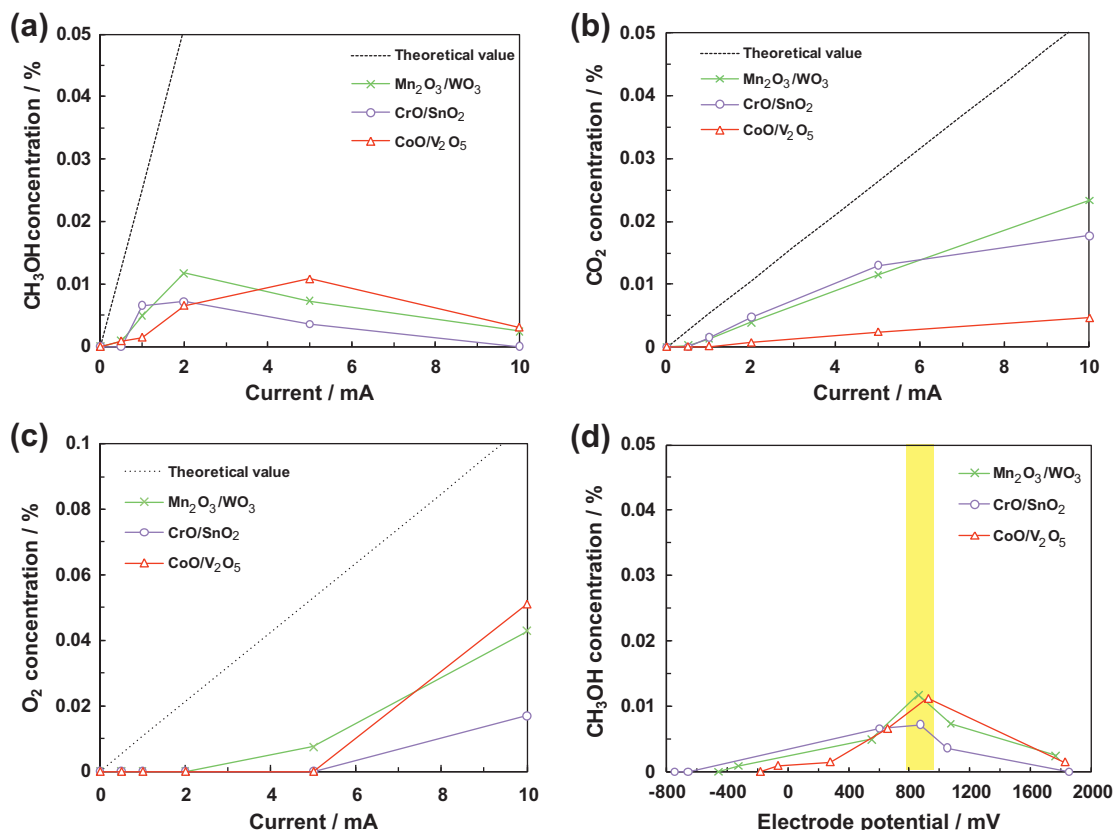 (a)
0.05
0.04
0.03
0.02
0.01
0
CH₃OH concentration / %
Theoretical value
Mn₂O₃/WO₃
CrO/SnO₂
CoO/V₂O₅
0 2 4 6 8 10
Current / mA
(b)
0.05
0.04
0.03
0.02
0.01
0
CO₂ concentration / %
Theoretical value
Mn₂O₃/WO₃
CrO/SnO₂
CoO/V₂O₅
0 2 4 6 8 10
Current / mA
(c)
0.1
0.08
0.06
0.04
0.02
0
O₂ concentration / %
Theoretical value
Mn₂O₃/WO₃
CrO/SnO₂
CoO/V₂O₅
0 2 4 6 8 10
Current / mA
(d)
0.05
0.04
0.03
0.02
0.01
0
CH₃OH concentration / %
Mn₂O₃/WO₃
CrO/SnO₂
CoO/V₂O₅
-800 -400 0 400 800 1200 1600 2000
Electrode potential / mV